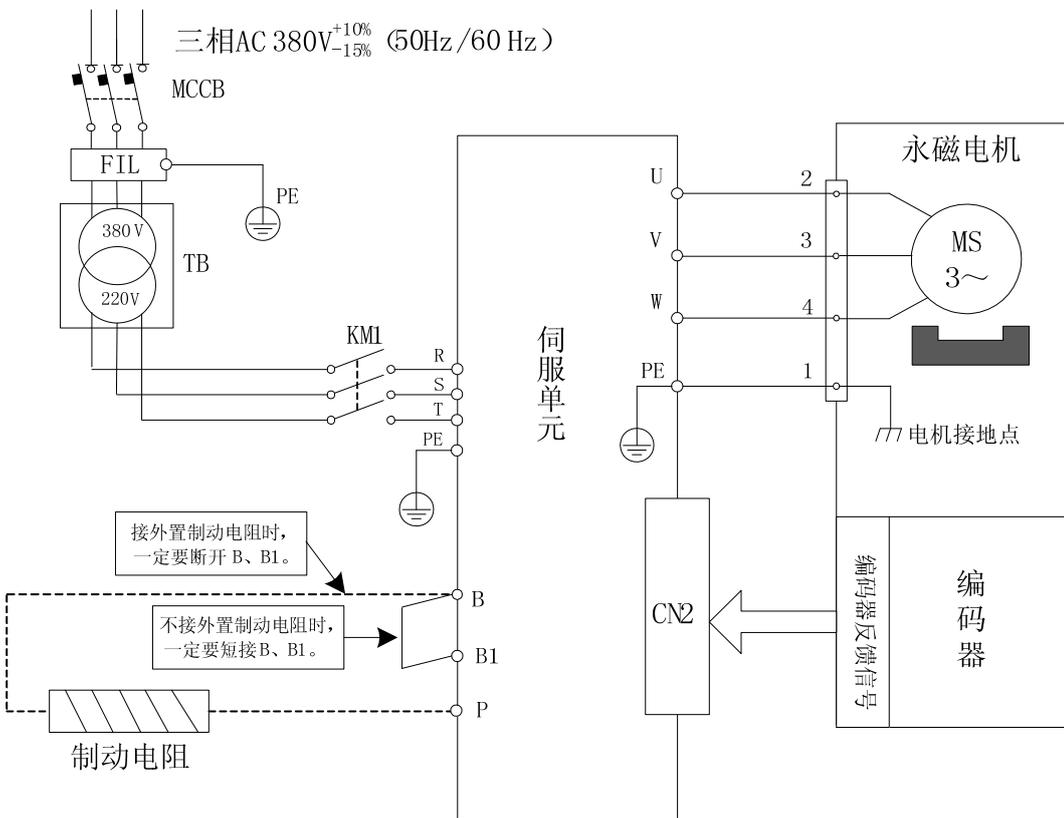 三相AC 380V+10%−15% (50Hz/60 Hz)
MCCB
FIL
PE
380 V
220V
TB
KM1
R
S
T
PE
伺服单元
U
V
W
PE
2
3
4
1
永磁电机
MS
3～
电机接地点
接外置制动电阻时，
一定要断开 B、B1。
不接外置制动电阻时，
一定要短接B、B1。
B
B1
P
制动电阻
CN2
编码器反馈信号
编码器